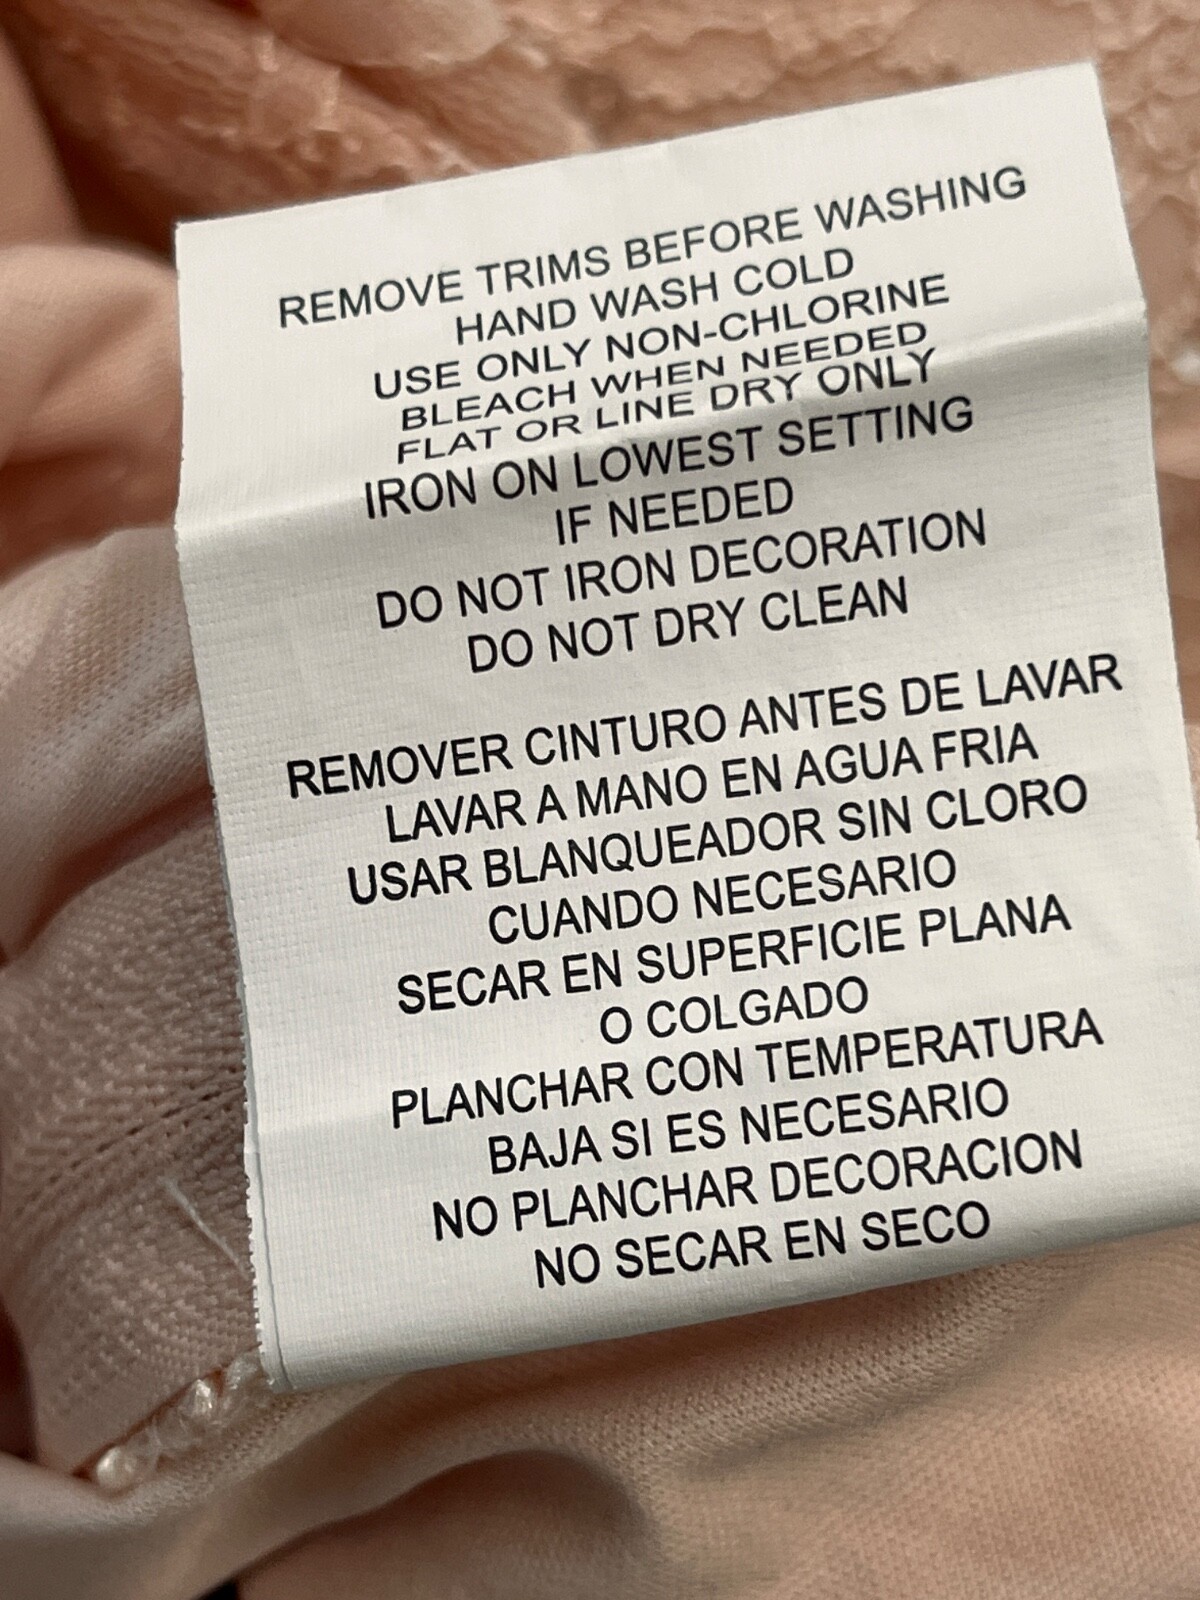 REMOVE TRIMS BEFORE WASHING
HAND WASH COLD
USE ONLY NON-CHLORINE
BLEACH WHEN NEEDED
FLAT OR LINE DRY ONLY
IRON ON LOWEST SETTING
IF NEEDED
DO NOT IRON DECORATION
DO NOT DRY CLEAN
REMOVER CINTURO ANTES DE LAVAR
LAVAR A MANO EN AGUA FRIA
USAR BLANQUEADOR SIN CLORO
CUANDO NECESARIO
SECAR EN SUPERFICIE PLANA
O COLGADO
PLANCHAR CON TEMPERATURA
BAJA SI ES NECESARIO
NO PLANCHAR DECORACION
NO SECAR EN SECO